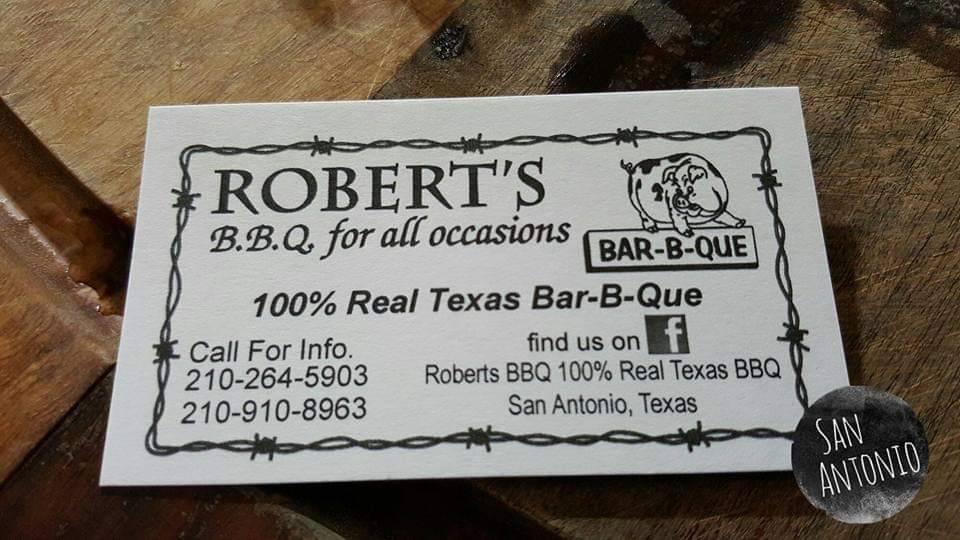 ROBERT'S
B.B.Q. for all occasions
BAR-B-QUE
100% Real Texas Bar-B-Que
Call For Info.
210-264-5903
210-910-8963
find us on f
Roberts BBQ 100% Real Texas BBQ
San Antonio, Texas
SAN
ANTONIO